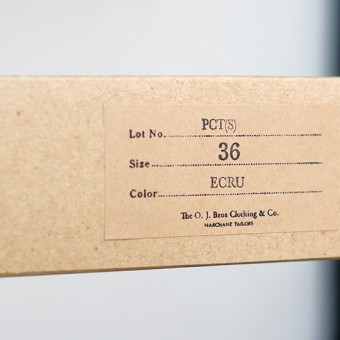 Lot No. PCT(S)
Size 36
Color ECRU
The O. J. Bros Clothing & Co.
MARCHANT TAILORS